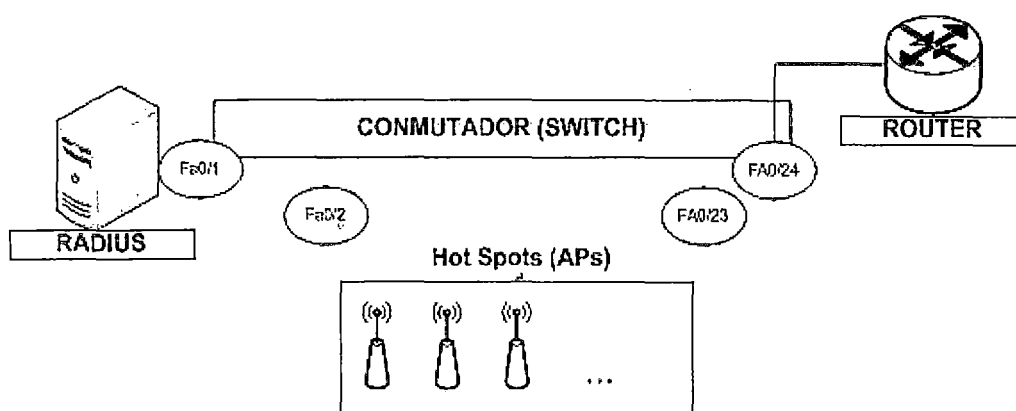 CONMUTADOR (SWITCH)
ROUTER
Fa0/1
FA0/24
Fa0/2
FA0/23
RADIUS
Hot Spots (APs)
...